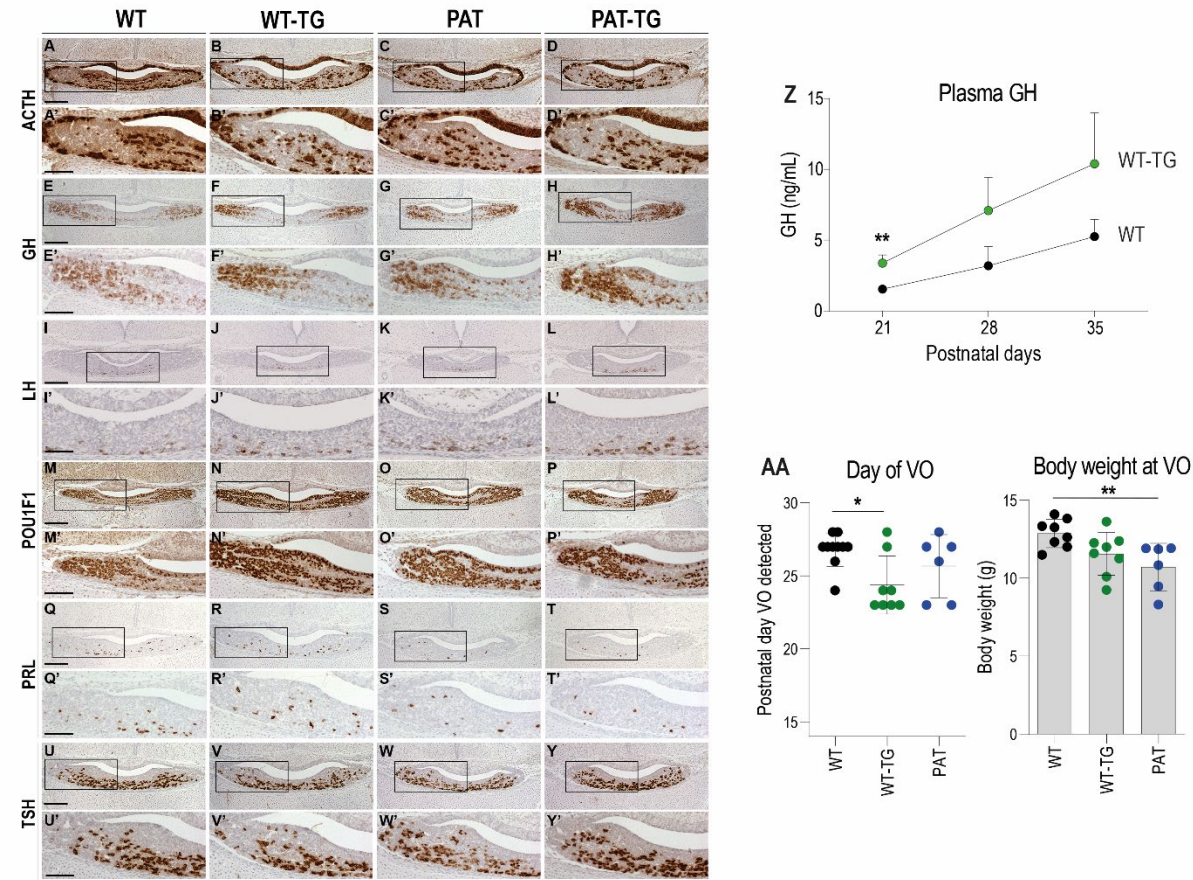 WT WT-TG PAT PAT-TG
ACTH
A B C D
A' B' C' D'
GH
E F G H
E' F' G' H'
LH
I J K L
I' J' K' L'
POU1F1
M N O P
M' N' O' P'
PRL
Q R S T
Q' R' S' T'
TSH
U V W Y
U' V' W' Y'
Z Plasma GH
15
10
5
0
GH (ng/mL)
**
WT-TG
WT
21 28 35
Postnatal days
AA Day of VO
30
25
20
15
Postnatal day VO detected
*
WT WT-TG PAT
Body weight at VO
15
10
5
0
Body weight (g)
**
WT WT-TG PAT